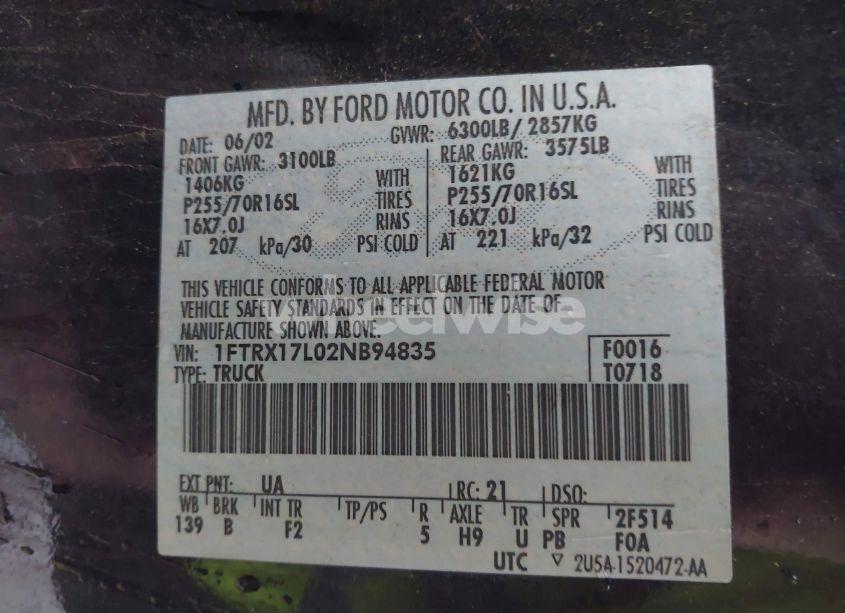 MFD. BY FORD MOTOR CO. IN U.S.A.
DATE: 06/02 GVWR: 6300LB/ 2857KG
FRONT GAWR: 3100LB REAR GAWR: 3575LB
1406KG WITH 1621KG WITH
P255/70R16SL TIRES P255/70R16SL TIRES
16X7.0J RIMS 16X7.0J RIMS
AT 207 kPa/30 PSI COLD AT 221 kPa/32 PSI COLD
THIS VEHICLE CONFORMS TO ALL APPLICABLE FEDERAL MOTOR
VEHICLE SAFETY STANDARDS IN EFFECT ON THE DATE OF
MANUFACTURE SHOWN ABOVE.
VIN: 1FTRX17L02NB94835 F0016
TYPE: TRUCK T0718
EXT PNT: UA RC: 21 DSO:
WB BRK INT TR TP/PS R AXLE TR SPR 2F514
139 B F2 5 H9 U PB F0A
UTC ▽ 2U5A-1520472-AA